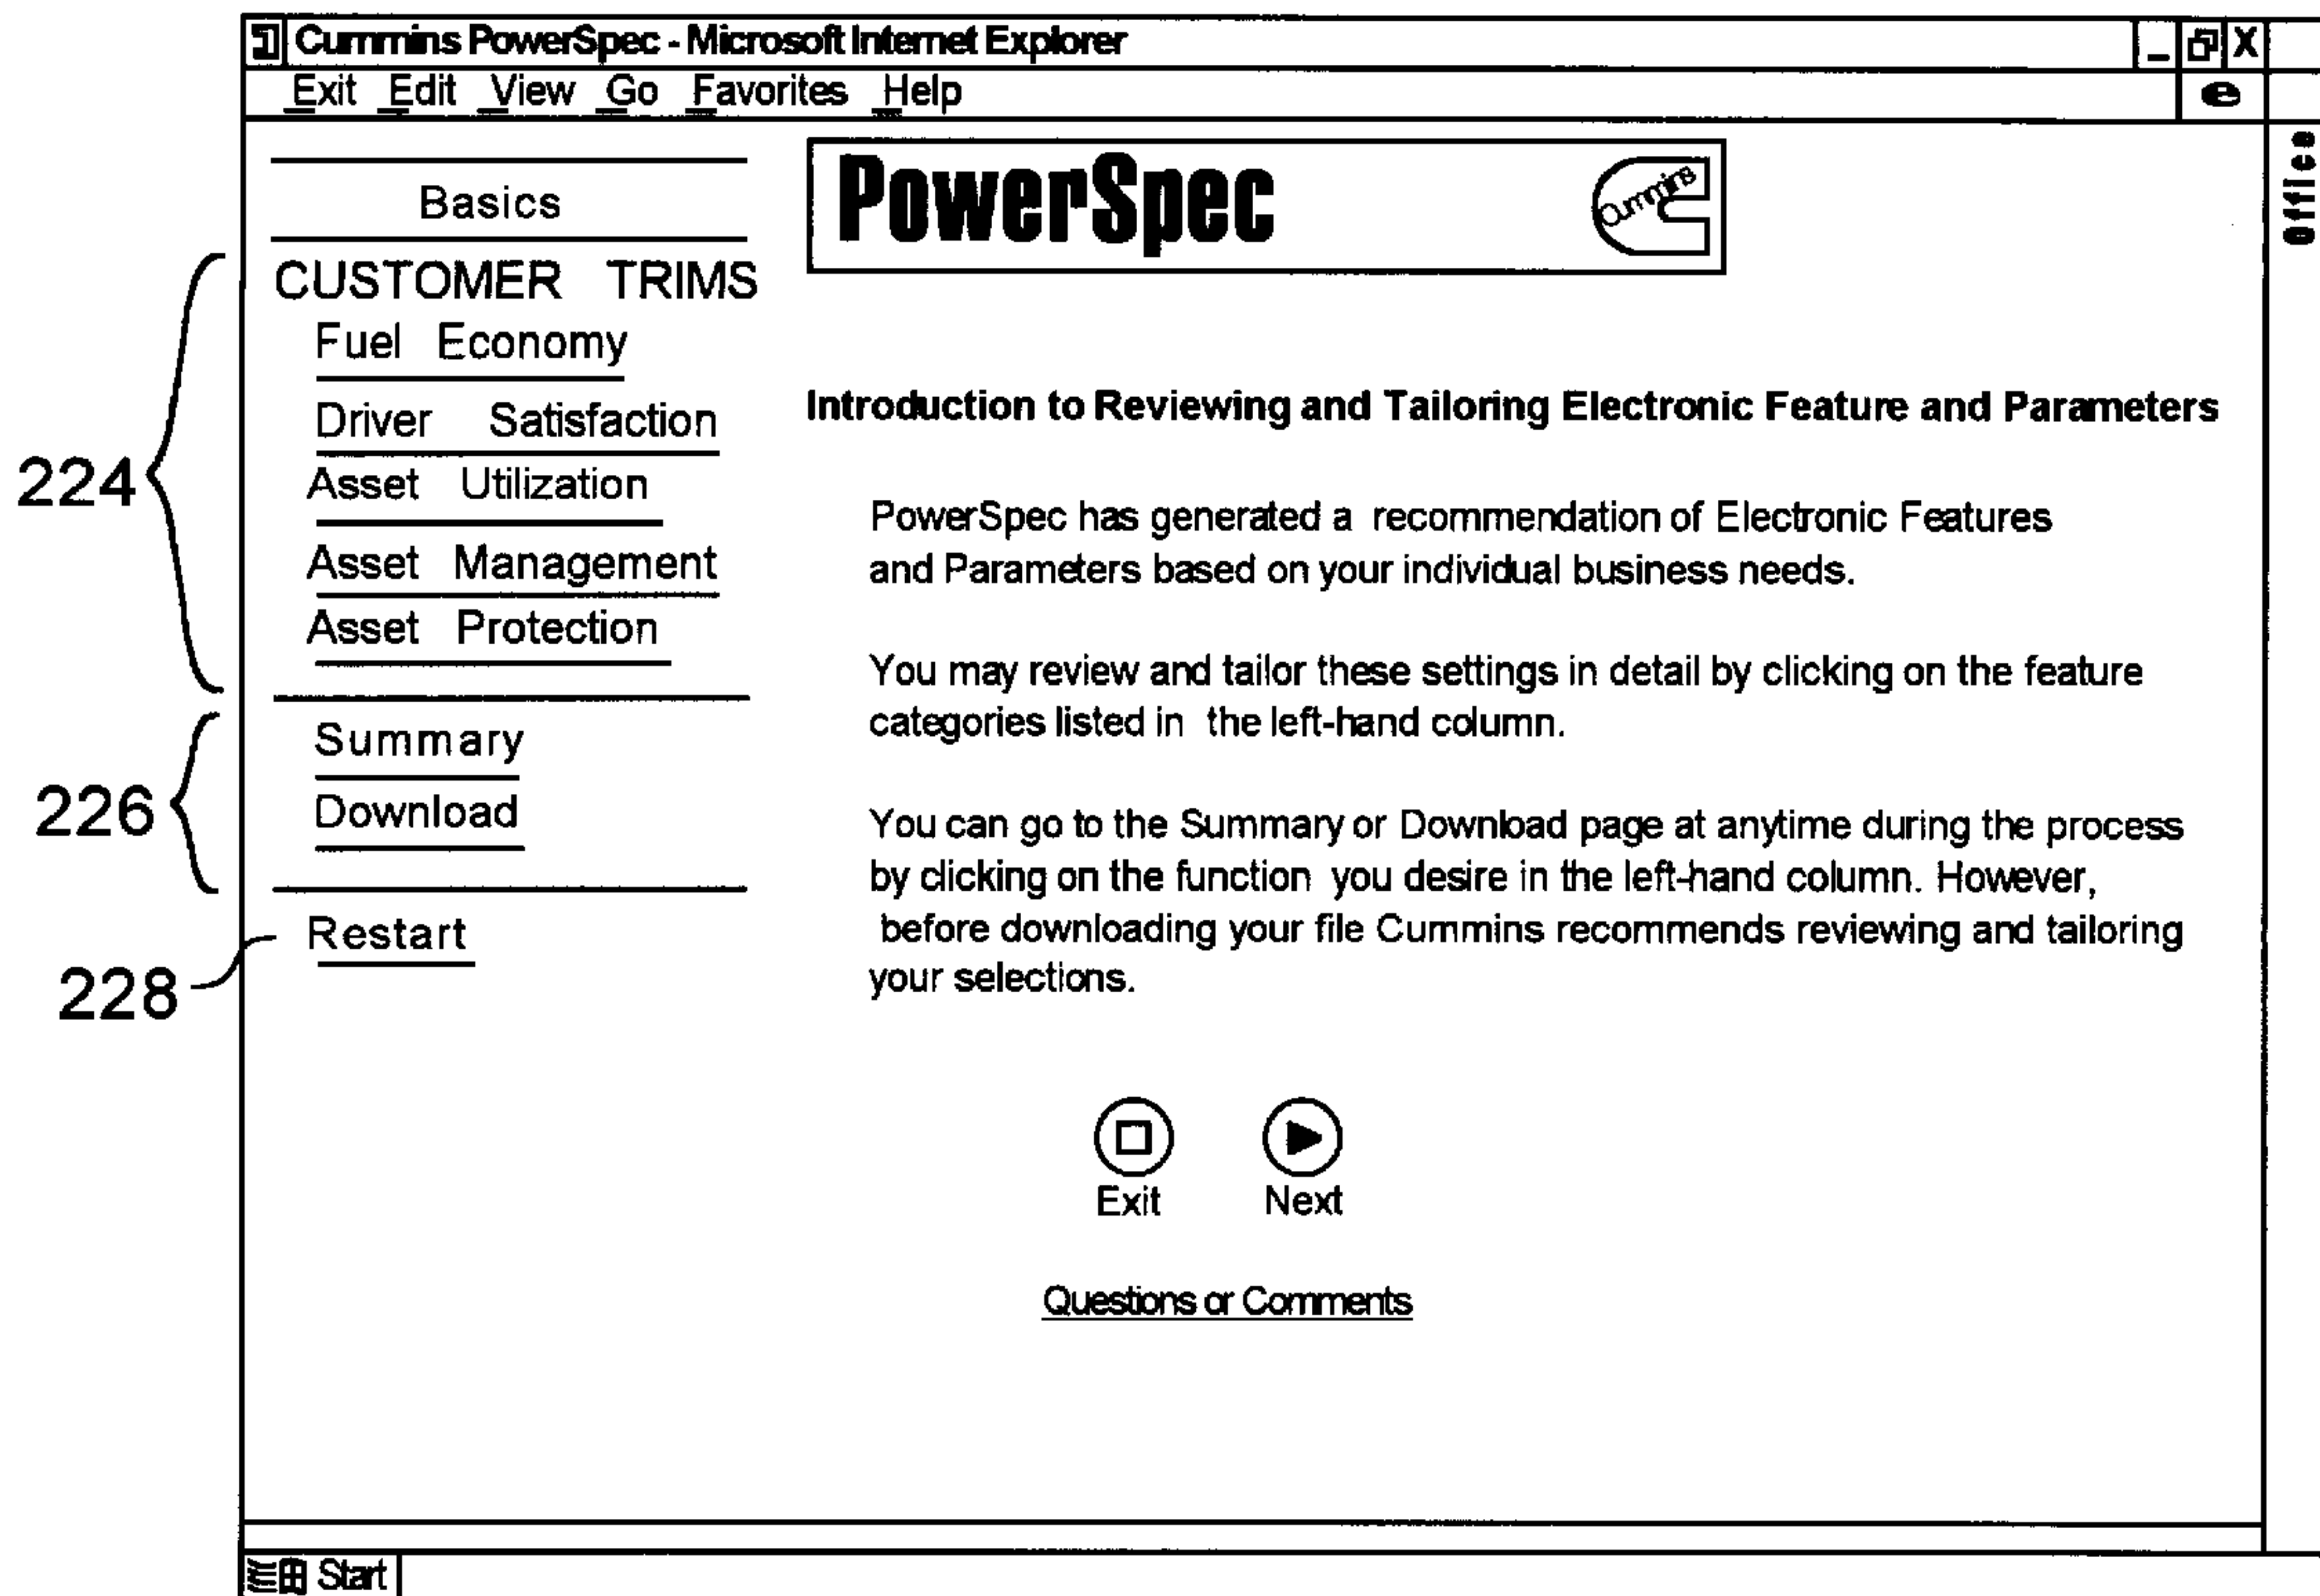 Cummins PowerSpec - Microsoft Internet Explorer
_ X
Exit Edit View Go Favorites Help
e
Office
Basics
CUSTOMER TRIMS
Fuel Economy
Driver Satisfaction
Asset Utilization
Asset Management
Asset Protection
Summary
Download
Restart
224
226
228
PowerSpec
Cummins
Introduction to Reviewing and Tailoring Electronic Feature and Parameters
PowerSpec has generated a recommendation of Electronic Features
and Parameters based on your individual business needs.
You may review and tailor these settings in detail by clicking on the feature
categories listed in the left-hand column.
You can go to the Summary or Download page at anytime during the process
by clicking on the function you desire in the left-hand column. However,
before downloading your file Cummins recommends reviewing and tailoring
your selections.
Exit Next
Questions or Comments
Start